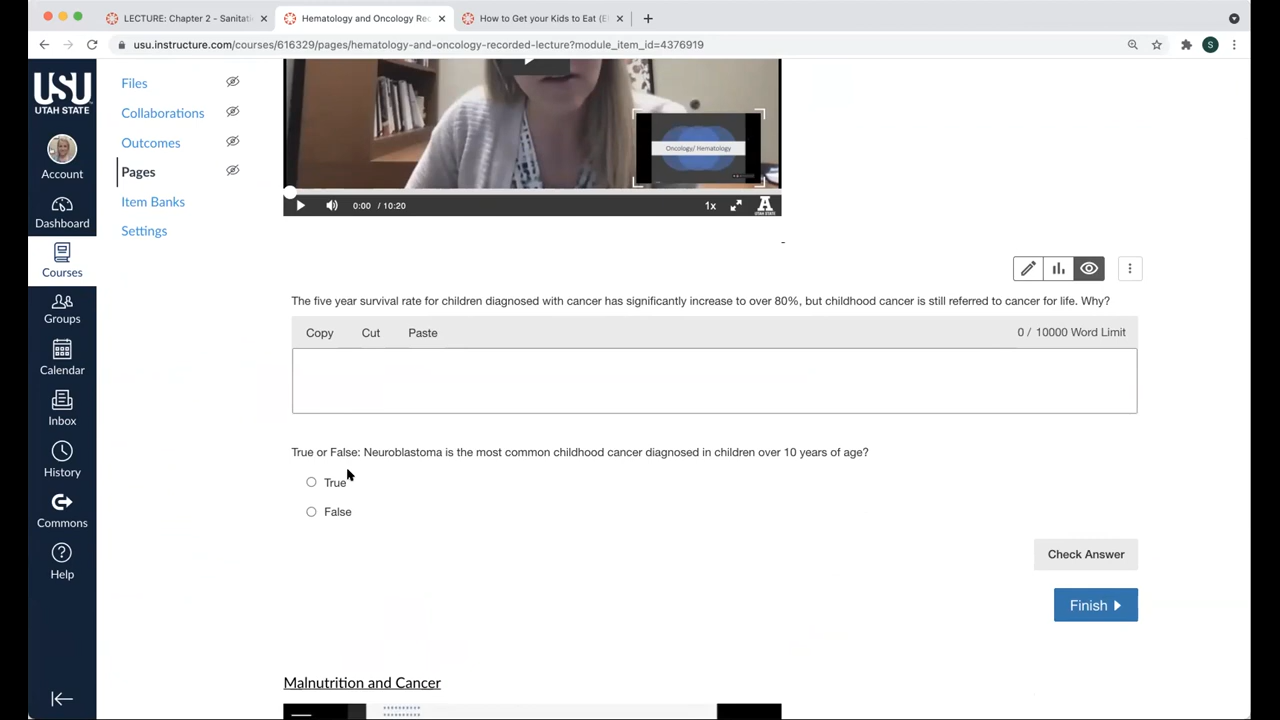 LECTURE: Chapter 2 - Sanitati
Hematology and Oncology Rec
How to Get your Kids to Eat (E
usu.instructure.com/courses/616329/pages/hematology-and-oncology-recorded-lecture?module_item_id=4376919
S
USU
UTAH STATE
Account
Dashboard
Courses
Groups
Calendar
Inbox
History
Commons
Help
Files
Collaborations
Outcomes
Pages
Item Banks
Settings
Oncology/ Hematology
0:00 / 10:20
1x
The five year survival rate for children diagnosed with cancer has significantly increase to over 80%, but childhood cancer is still referred to cancer for life. Why?
Copy Cut Paste 0 / 10000 Word Limit
True or False: Neuroblastoma is the most common childhood cancer diagnosed in children over 10 years of age?
True
False
Check Answer
Finish
Malnutrition and Cancer